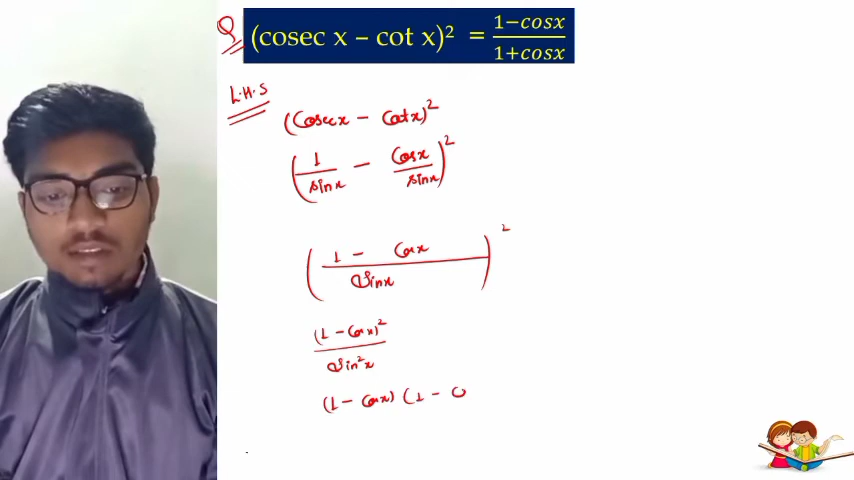 Q (cosec x – cot x)² = 1−cosx / 1+cosx
L.H.S
(Cosecx − Cotx)²
(1/sinx − Cosx/sinx)²
(1 − Cosx / Sinx)²
(1 − Cosx)² / Sin²x
(1 − Cosx) (1 − C